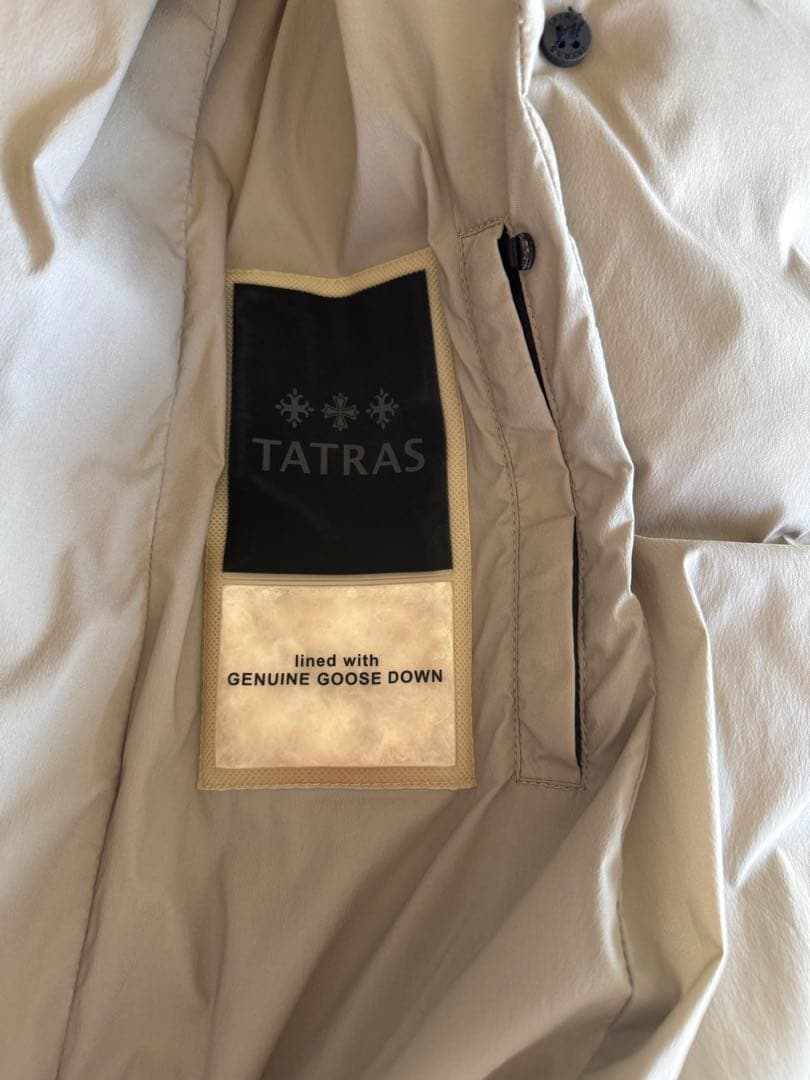 TATRAS
lined with
GENUINE GOOSE DOWN